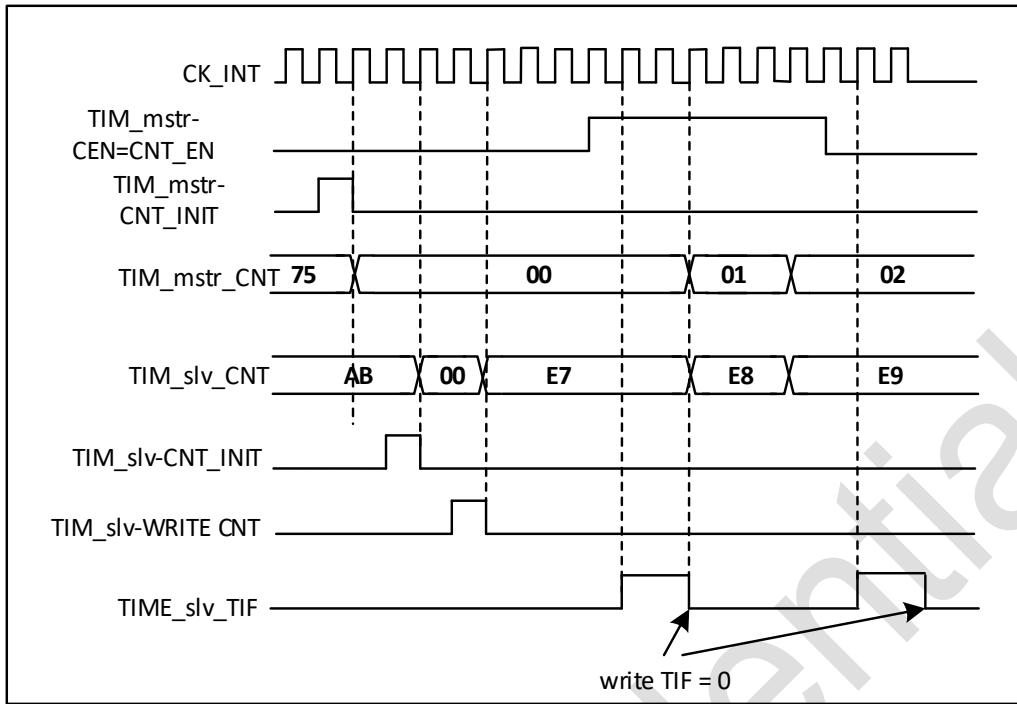 CK_INT
TIM_mstr-
CEN=CNT_EN
TIM_mstr-
CNT_INIT
TIM_mstr_CNT 75 00 01 02
TIM_slv_CNT AB 00 E7 E8 E9
TIM_slv-CNT_INIT
TIM_slv-WRITE CNT
TIME_slv_TIF
write TIF = 0